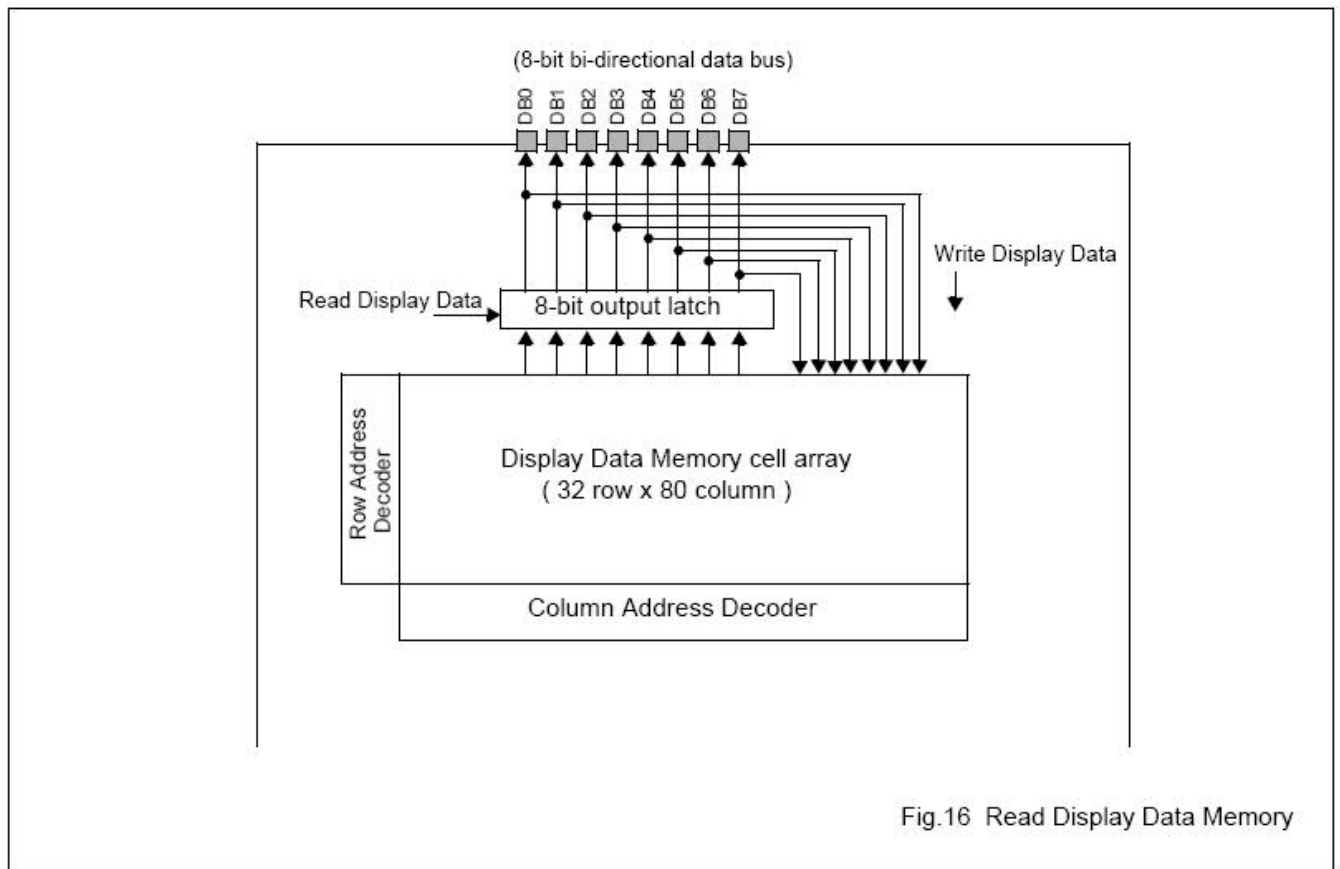 (8-bit bi-directional data bus)
DB0
DB1
DB2
DB3
DB4
DB5
DB6
DB7
Write Display Data
Read Display Data
8-bit output latch
Row Address
Decoder
Display Data Memory cell array
( 32 row x 80 column )
Column Address Decoder
Fig.16 Read Display Data Memory